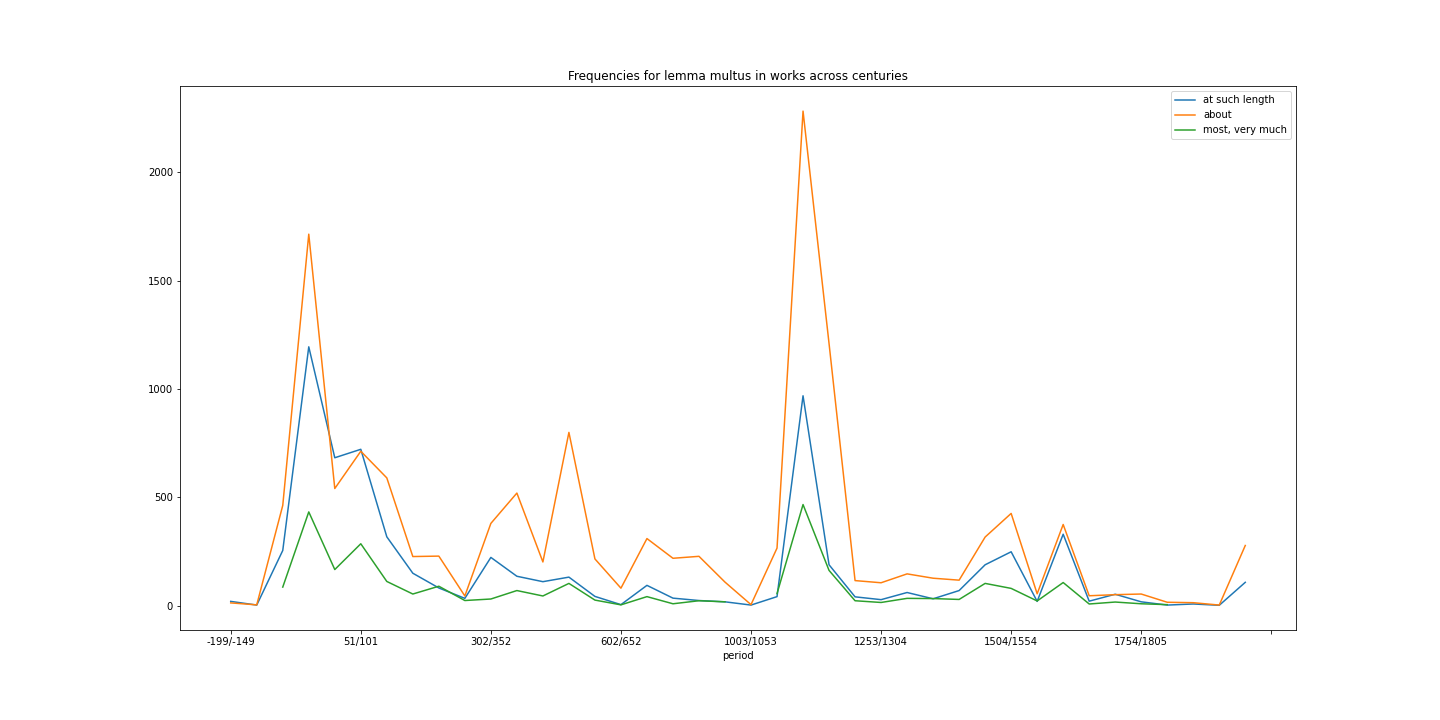 Frequencies for lemma multus in works across centuries
at such length
about
most, very much
2000
1500
1000
500
0
-199/-149 51/101 302/352 602/652 1003/1053 1253/1304 1504/1554 1754/1805
period